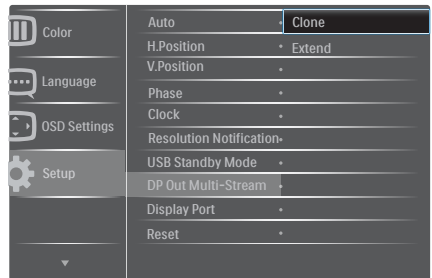 Color
Language
OSD Settings
Setup
Auto
H.Position
V.Position
Phase
Clock
Resolution Notification
USB Standby Mode
DP Out Multi-Stream
Display Port
Reset
Clone
Extend